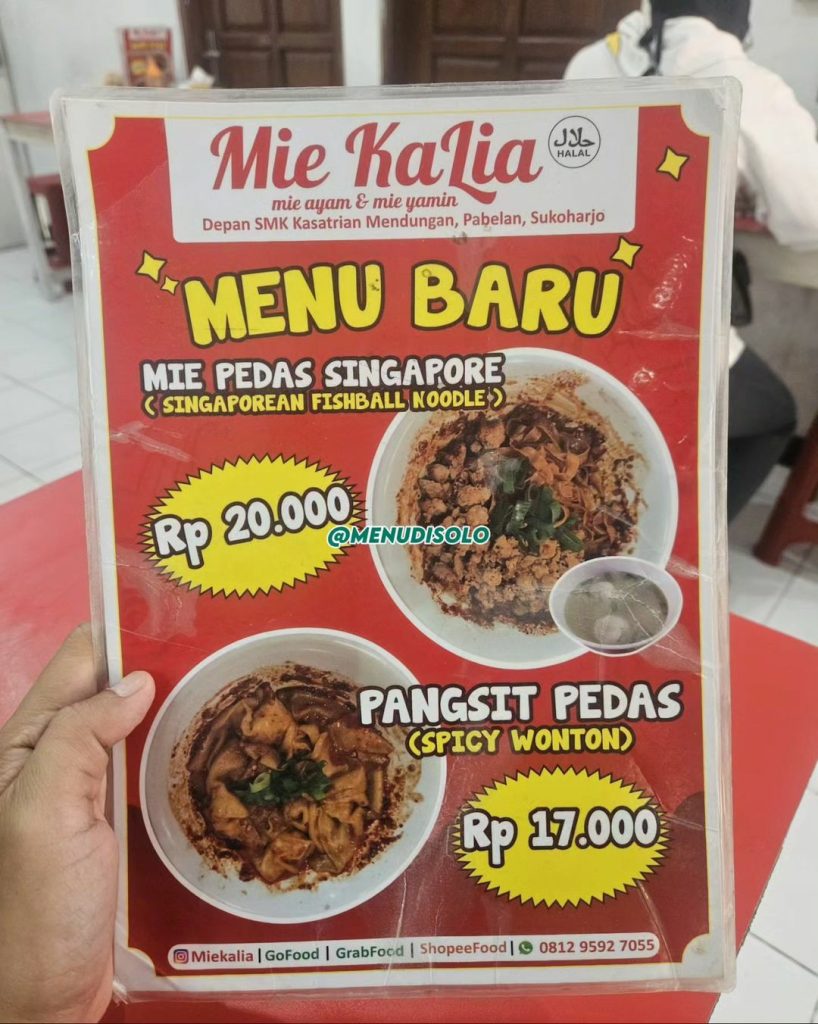 Mie KaLia
حلال
HALAL
mie ayam & mie yamin
Depan SMK Kasatrian Mendungan, Pabelan, Sukoharjo
MENU BARU
MIE PEDAS SINGAPORE
( SINGAPOREAN FISHBALL NOODLE )
Rp 20.000
@MENUDISOLO
PANGSIT PEDAS
(SPICY WONTON)
Rp 17.000
Miekalia | GoFood | GrabFood | ShopeeFood | 0812 9592 7055